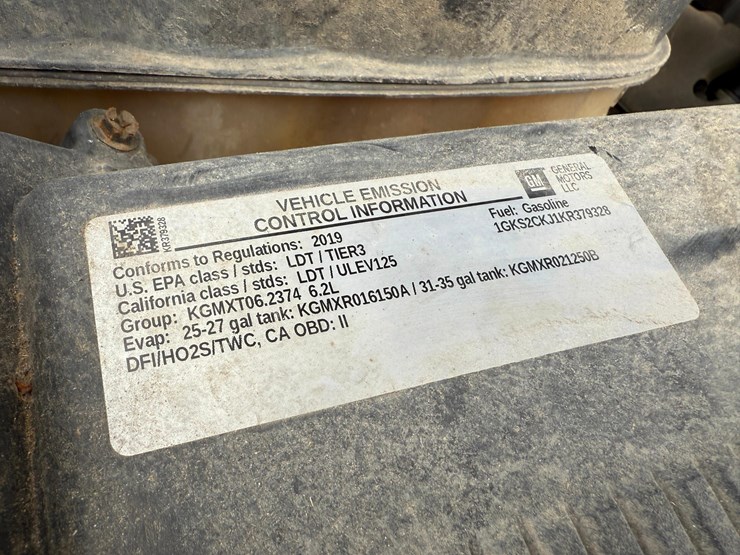 VEHICLE EMISSION
CONTROL INFORMATION
GM
GENERAL
MOTORS
LLC
KR379328
Conforms to Regulations: 2019
Fuel: Gasoline
U.S. EPA class / stds: LDT / TIER3
1GKS2CKJ1KR379328
California class / stds: LDT / ULEV125
Group: KGMXT06.2374 6.2L
Evap: 25-27 gal tank: KGMXR016150A / 31-35 gal tank: KGMXR021250B
DFI/HO2S/TWC, CA OBD: II